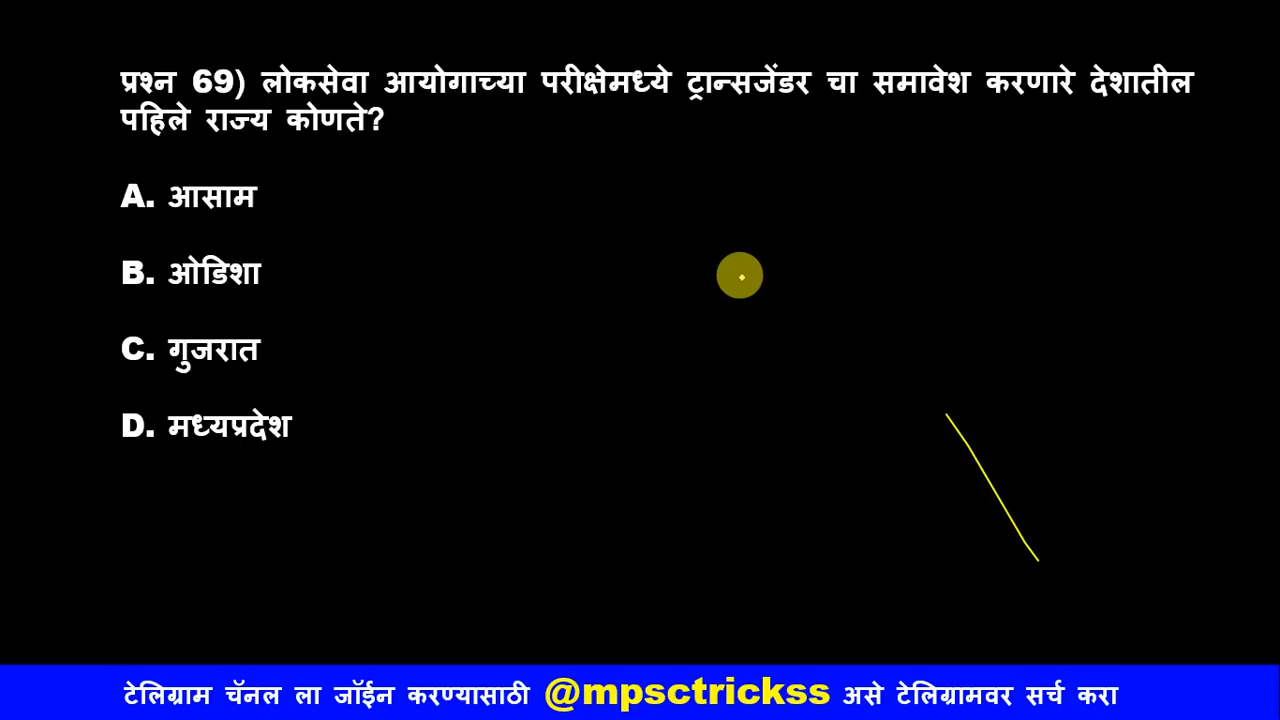 प्रश्न 69) लोकसेवा आयोगाच्या परीक्षेमध्ये ट्रान्सजेंडर चा समावेश करणारे देशातील
पहिले राज्य कोणते?
A. आसाम
B. ओडिशा
C. गुजरात
D. मध्यप्रदेश
टेलिग्राम चॅनल ला जॉईन करण्यासाठी @mpsctrickss असे टेलिग्रामवर सर्च करा